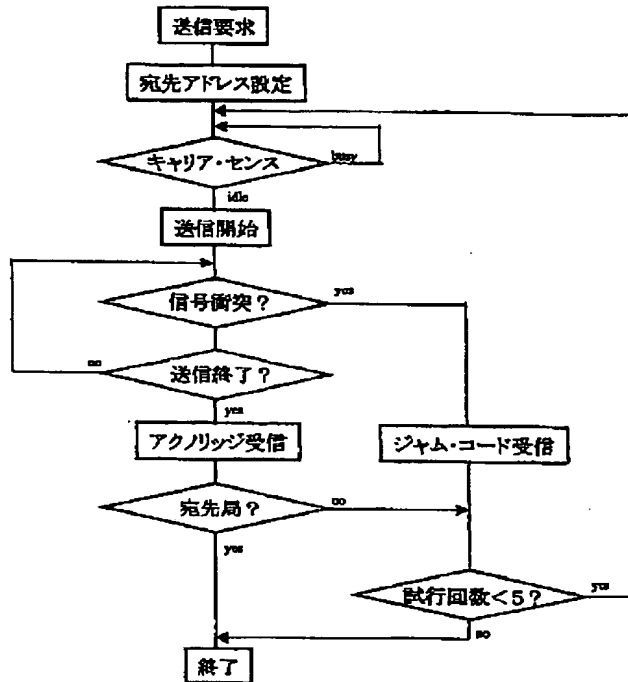 送信要求
宛先アドレス設定
キャリア・センス
busy
idle
送信開始
信号衝突?
yes
送信終了?
no
yes
アクノリッジ受信
ジャム・コード受信
宛先局?
no
yes
試行回数<5?
yes
no
終了